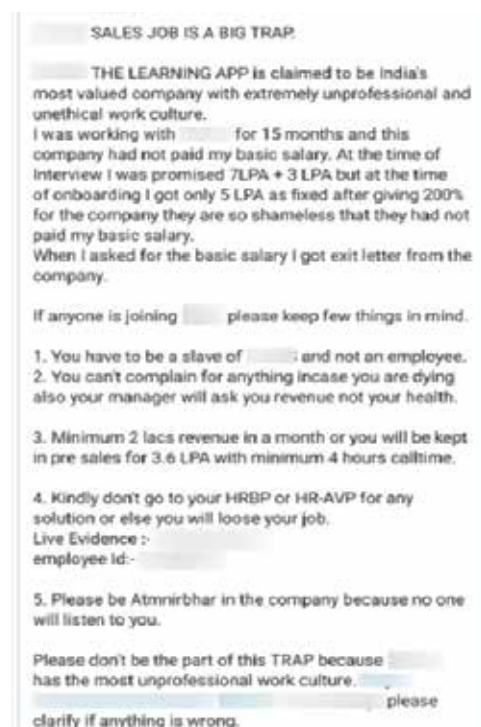 SALES JOB IS A BIG TRAP.
THE LEARNING APP is claimed to be India's
most valued company with extremely unprofessional and
unethical work culture.
I was working with for 15 months and this
company had not paid my basic salary. At the time of
Interview I was promised 7LPA + 3 LPA but at the time
of onboarding I got only 5 LPA as fixed after giving 200%
for the company they are so shameless that they had not
paid my basic salary.
When I asked for the basic salary I got exit letter from the
company.
If anyone is joining please keep few things in mind.
1. You have to be a slave of and not an employee.
2. You can't complain for anything incase you are dying
also your manager will ask you revenue not your health.
3. Minimum 2 lacs revenue in a month or you will be kept
in pre sales for 3.6 LPA with minimum 4 hours calltime.
4. Kindly don't go to your HRBP or HR-AVP for any
solution or else you will loose your job.
Live Evidence :-
employee Id:-
5. Please be Atmnirbhar in the company because no one
will listen to you.
Please don't be the part of this TRAP because
has the most unprofessional work culture.
please
clarify if anything is wrong.